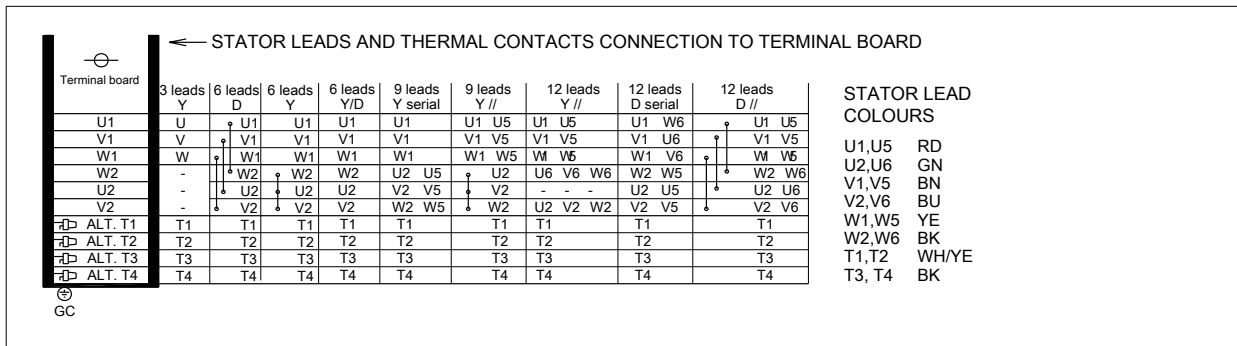 STATOR LEADS AND THERMAL CONTACTS CONNECTION TO TERMINAL BOARD
Terminal board 3 leads Y 6 leads D 6 leads Y 6 leads Y/D 9 leads Y serial 9 leads Y // 12 leads Y // 12 leads D serial 12 leads D //
U1 U U1 U1 U1 U1 U1 U5 U1 U5 U1 W6 U1 U5
V1 V V1 V1 V1 V1 V1 V5 V1 V5 V1 U6 V1 V5
W1 W W1 W1 W1 W1 W1 W5 W1 W5 W1 V6 W1 W5
W2 - W2 W2 W2 U2 U5 U2 U6 V6 W6 W2 W5 W2 W6
U2 - U2 U2 U2 V2 V5 V2 - - - U2 U5 U2 U6
V2 - V2 V2 V2 W2 W5 W2 U2 V2 W2 V2 V5 V2 V6
ALT. T1 T1 T1 T1 T1 T1 T1 T1 T1 T1
ALT. T2 T2 T2 T2 T2 T2 T2 T2 T2 T2
ALT. T3 T3 T3 T3 T3 T3 T3 T3 T3 T3
ALT. T4 T4 T4 T4 T4 T4 T4 T4 T4 T4
GC
STATOR LEAD
COLOURS
U1,U5 RD
U2,U6 GN
V1,V5 BN
V2,V6 BU
W1,W5 YE
W2,W6 BK
T1,T2 WH/YE
T3, T4 BK